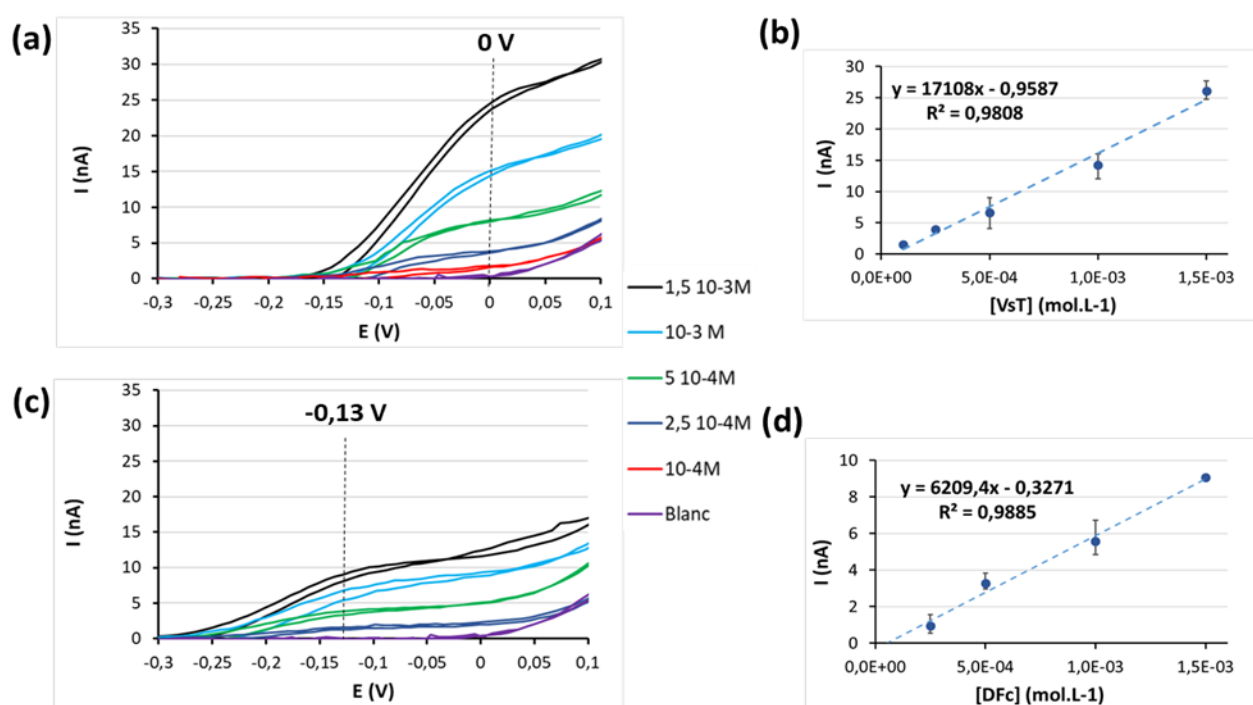 (a)
0 V
35
30
25
20
15
10
5
0
I (nA)
-0,3 -0,25 -0,2 -0,15 -0,1 -0,05 0 0,05 0,1
E (V)
(b)
30
25
20
15
10
5
0
I (nA)
y = 17108x - 0,9587
R² = 0,9808
0,0E+00 5,0E-04 1,0E-03 1,5E-03
[VsT] (mol.L-1)
1,5 10-3M
10-3 M
5 10-4M
2,5 10-4M
10-4M
Blanc
(c)
-0,13 V
35
30
25
20
15
10
5
0
I (nA)
-0,3 -0,25 -0,2 -0,15 -0,1 -0,05 0 0,05 0,1
E (V)
(d)
10
8
6
4
2
0
I (nA)
y = 6209,4x - 0,3271
R² = 0,9885
0,0E+00 5,0E-04 1,0E-03 1,5E-03
[DFc] (mol.L-1)